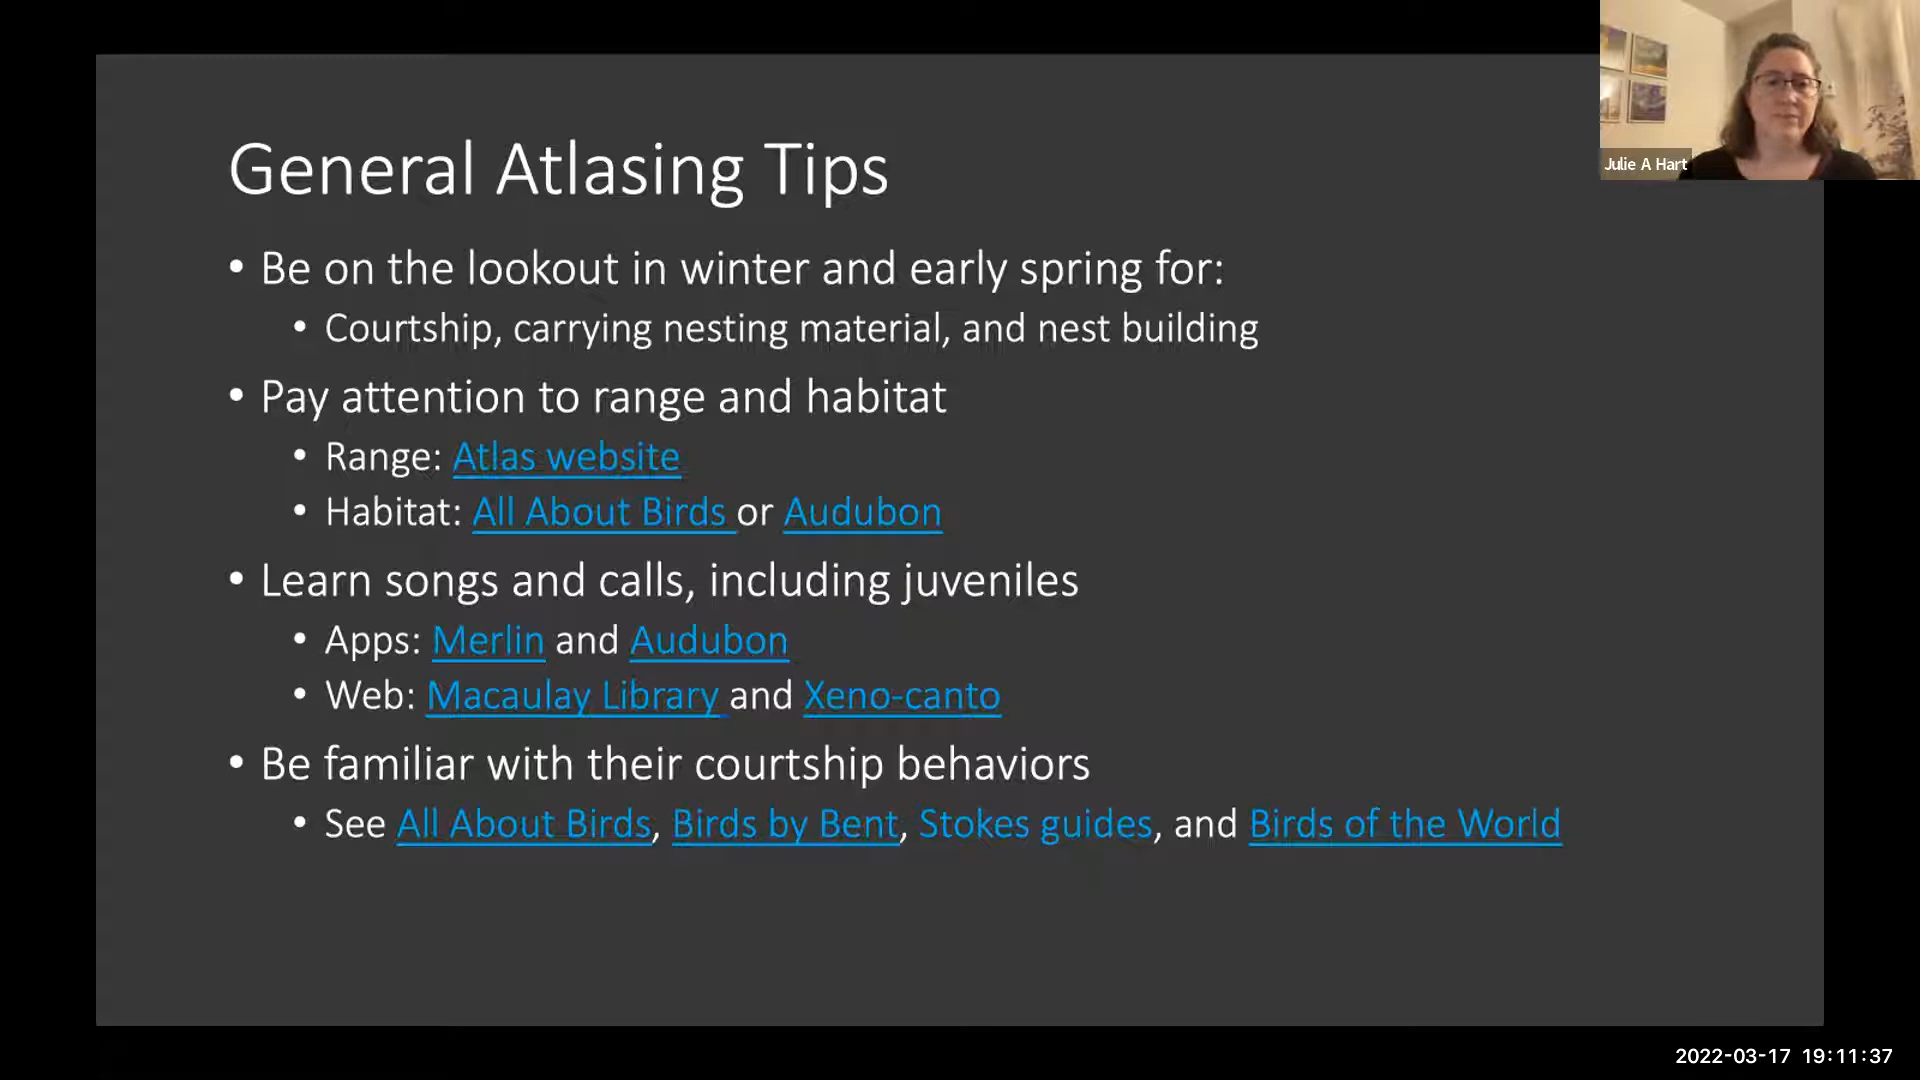 General Atlasing Tips
• Be on the lookout in winter and early spring for:
• Courtship, carrying nesting material, and nest building
• Pay attention to range and habitat
• Range: Atlas website
• Habitat: All About Birds or Audubon
• Learn songs and calls, including juveniles
• Apps: Merlin and Audubon
• Web: Macaulay Library and Xeno-canto
• Be familiar with their courtship behaviors
• See All About Birds, Birds by Bent, Stokes guides, and Birds of the World
Julie A Hart
2022-03-17 19:11:37